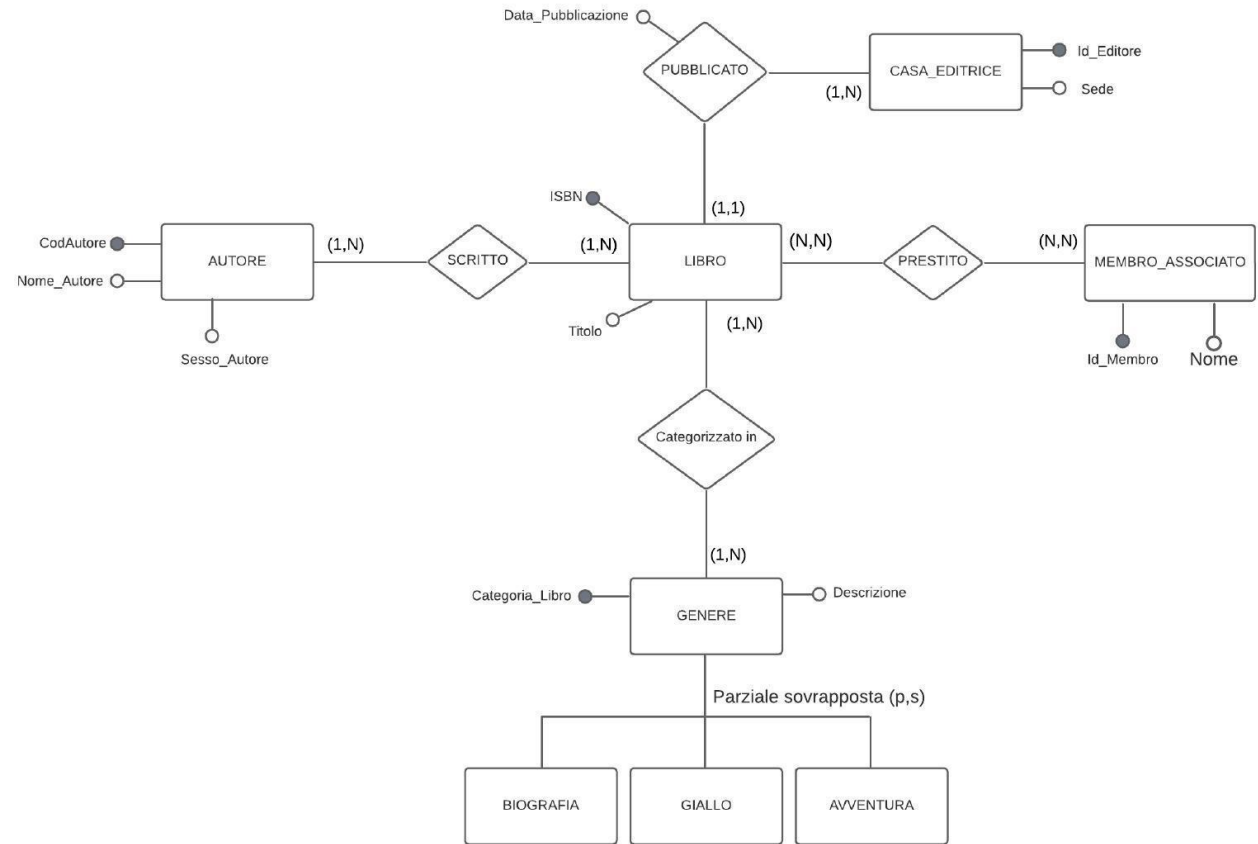 Data_Pubblicazione
PUBBLICATO
CASA_EDITRICE
Id_Editore
Sede
(1,N)
ISBN
(1,1)
CodAutore
Nome_Autore
AUTORE
Sesso_Autore
(1,N)
SCRITTO
(1,N)
LIBRO
Titolo
(N,N)
PRESTITO
(N,N)
MEMBRO_ASSOCIATO
Id_Membro
Nome
(1,N)
Categorizzato in
(1,N)
Categoria_Libro
GENERE
Descrizione
Parziale sovrapposta (p,s)
BIOGRAFIA
GIALLO
AVVENTURA